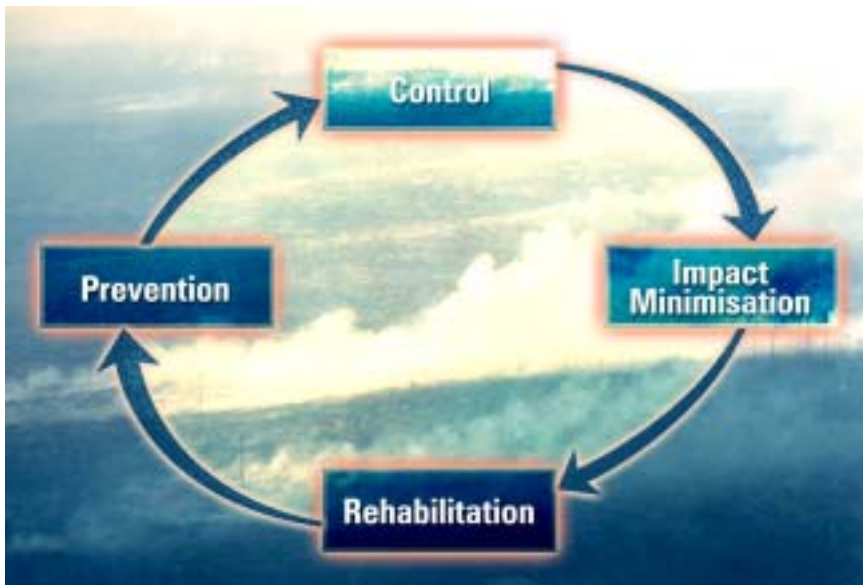 Control
Prevention
Impact
Minimisation
Rehabilitation